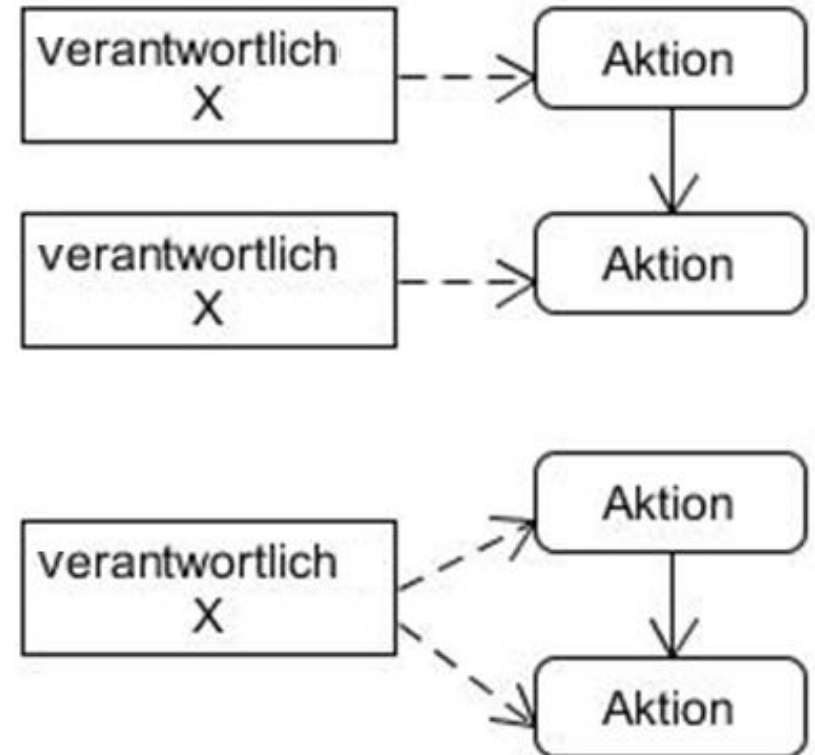 verantwortlich
X
Aktion
verantwortlich
X
Aktion
Aktion
verantwortlich
X
Aktion